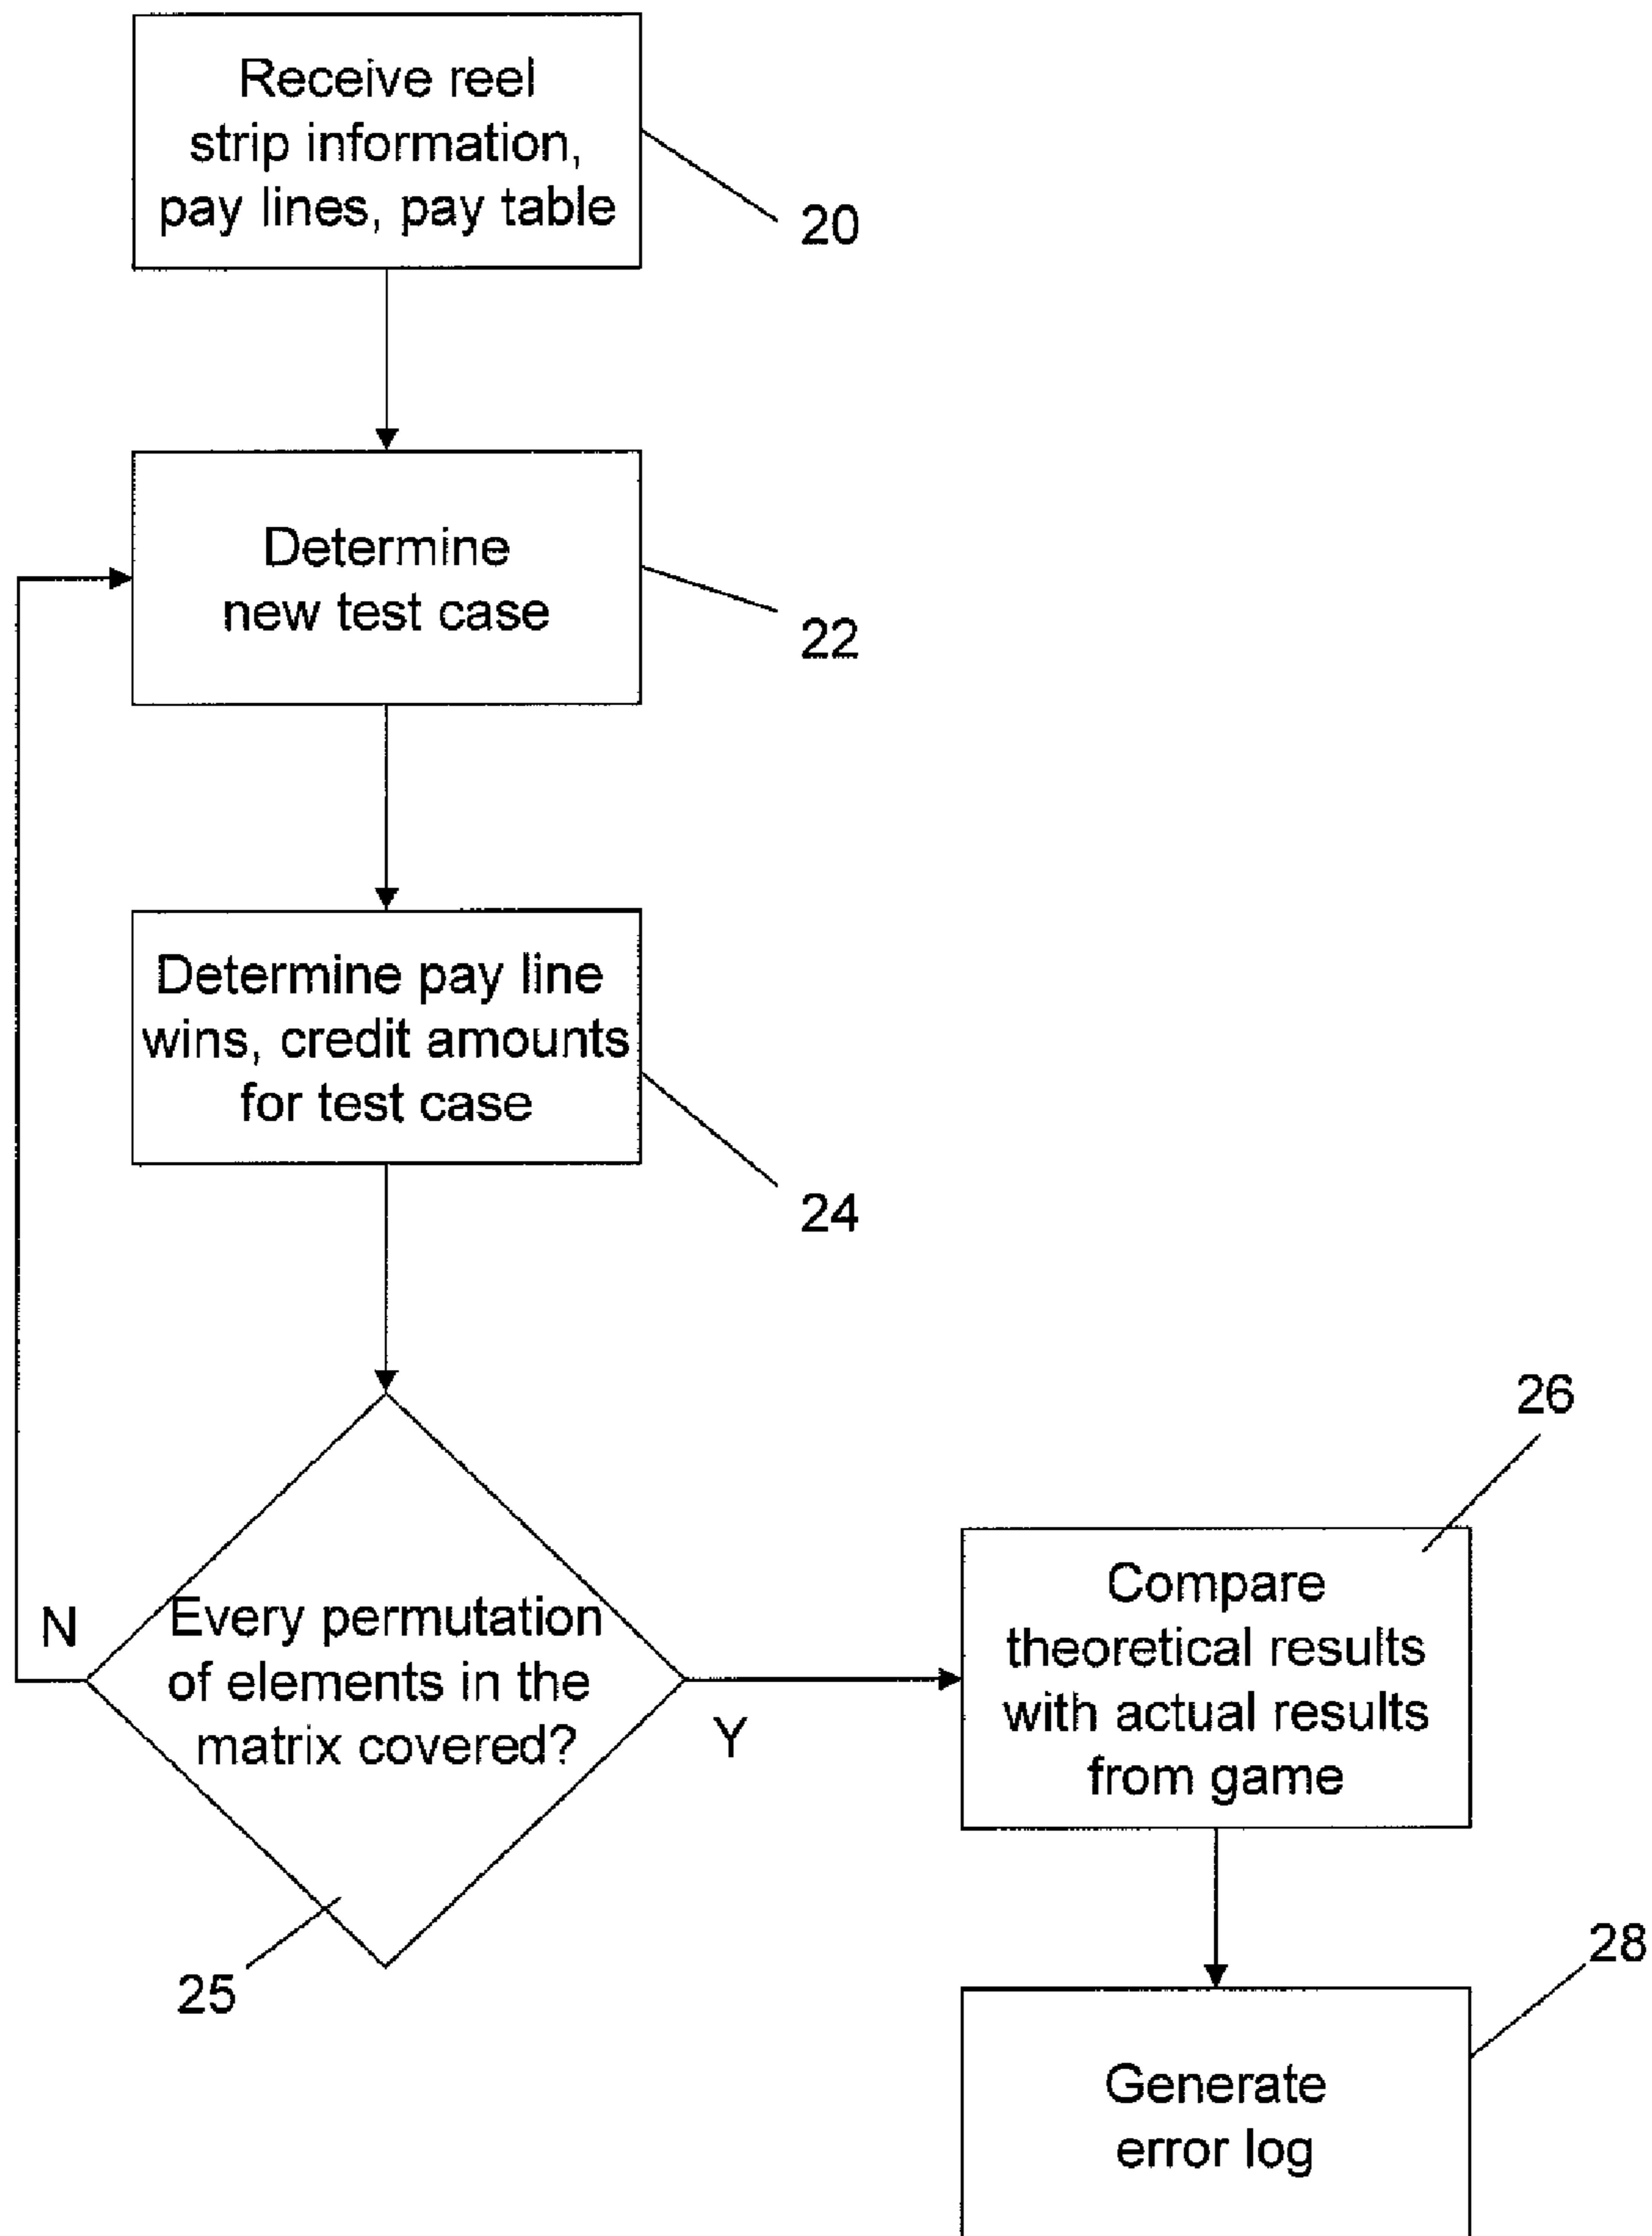 Receive reel
strip information,
pay lines, pay table
20
Determine
new test case
22
Determine pay line
wins, credit amounts
for test case
24
Every permutation
of elements in the
matrix covered?
N
Y
25
26
Compare
theoretical results
with actual results
from game
28
Generate
error log